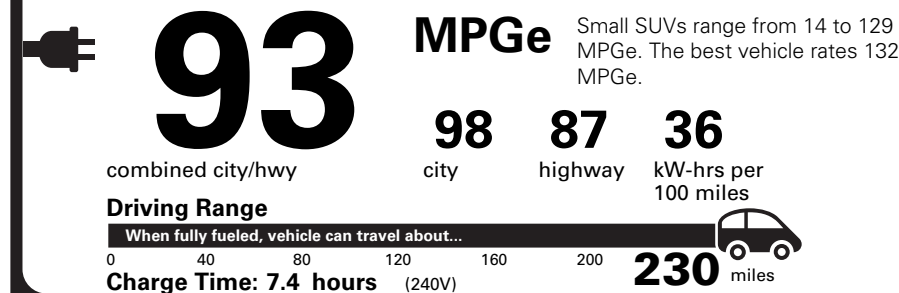 93
MPGe
Small SUVs range from 14 to 129
MPGe. The best vehicle rates 132
MPGe.
combined city/hwy
98
city
87
highway
36
kW-hrs per
100 miles
Driving Range
When fully fueled, vehicle can travel about...
0 40 80 120 160 200 230 miles
Charge Time: 7.4 hours (240V)